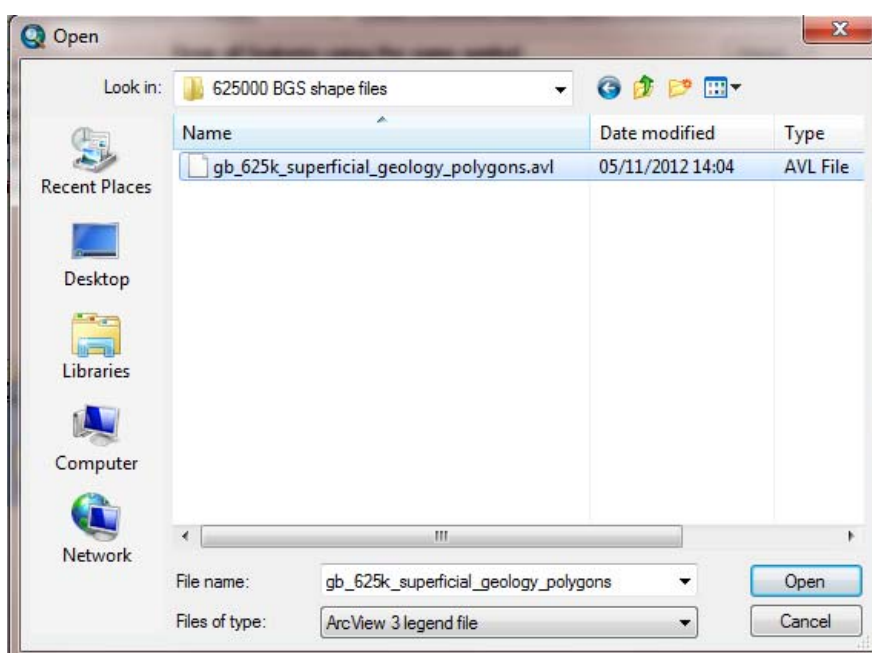 Open
Look in: 625000 BGS shape files
Name Date modified Type
gb_625k_superficial_geology_polygons.avl 05/11/2012 14:04 AVL File
Recent Places
Desktop
Libraries
Computer
Network
File name: gb_625k_superficial_geology_polygons Open
Files of type: ArcView 3 legend file Cancel